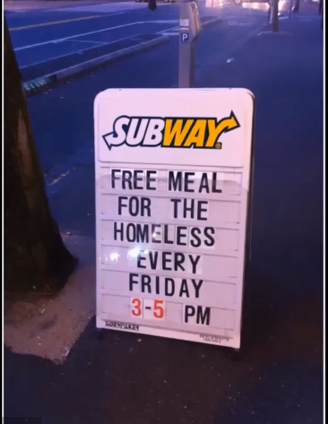 P
SUBWAY
FREE MEAL
FOR THE
HOMELESS
EVERY
FRIDAY
3-5 PM